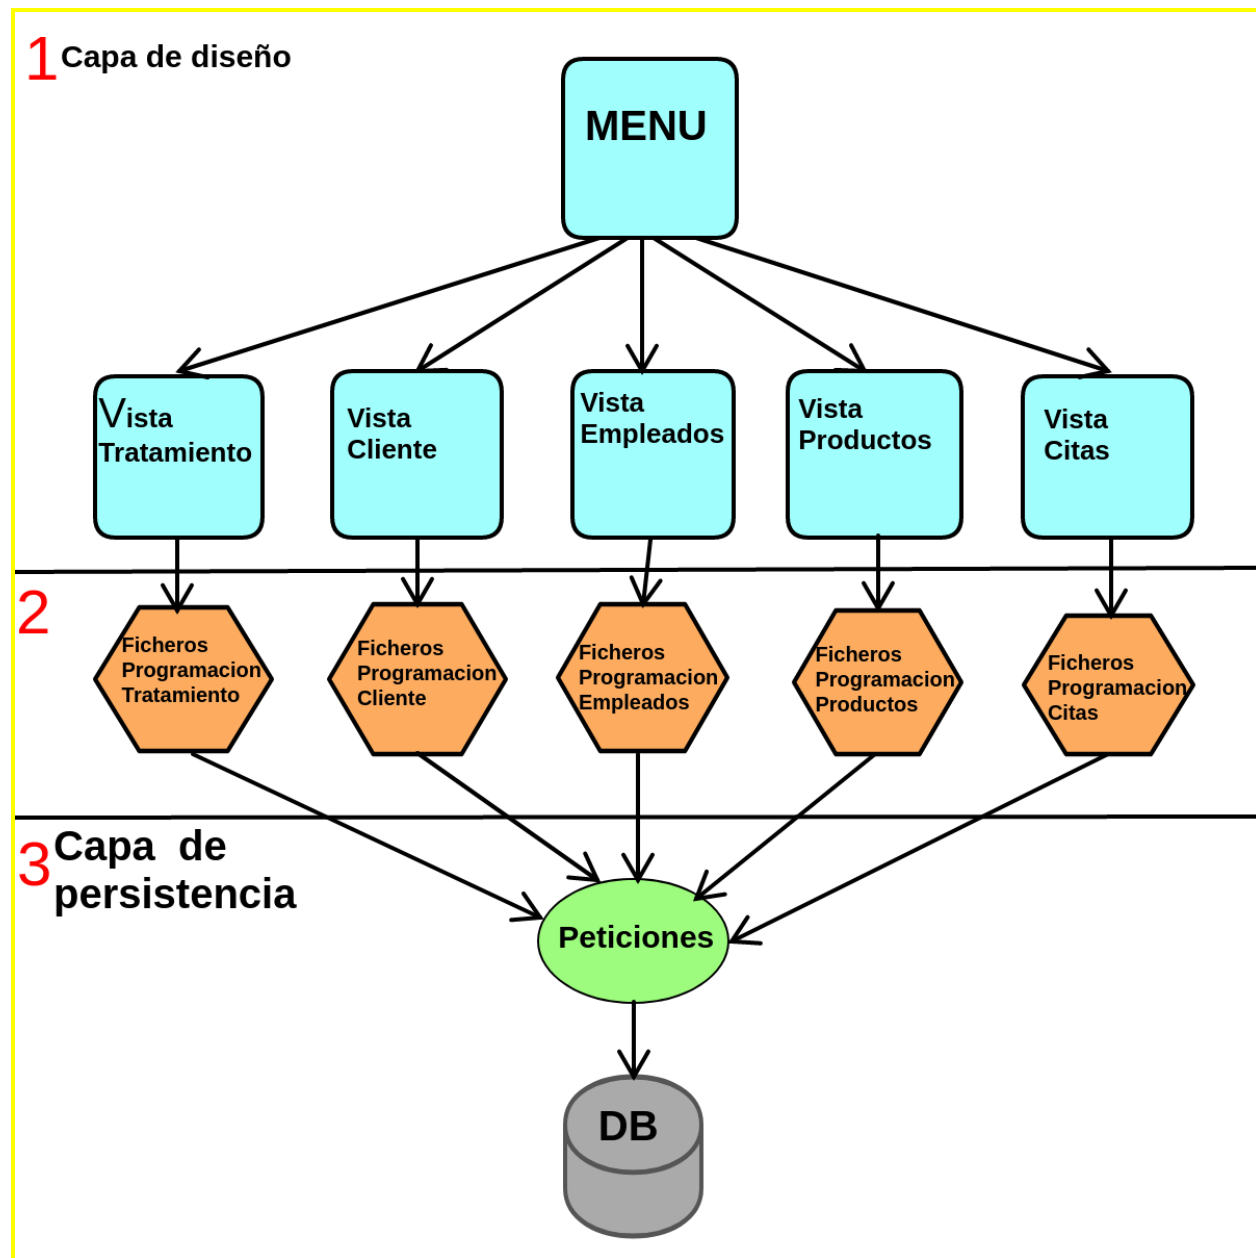 1 Capa de diseño
MENU
Vista
Tratamiento
Vista
Cliente
Vista
Empleados
Vista
Productos
Vista
Citas
2
Ficheros
Programacion
Tratamiento
Ficheros
Programacion
Cliente
Ficheros
Programacion
Empleados
Ficheros
Programacion
Productos
Ficheros
Programacion
Citas
3 Capa de
persistencia
Peticiones
DB